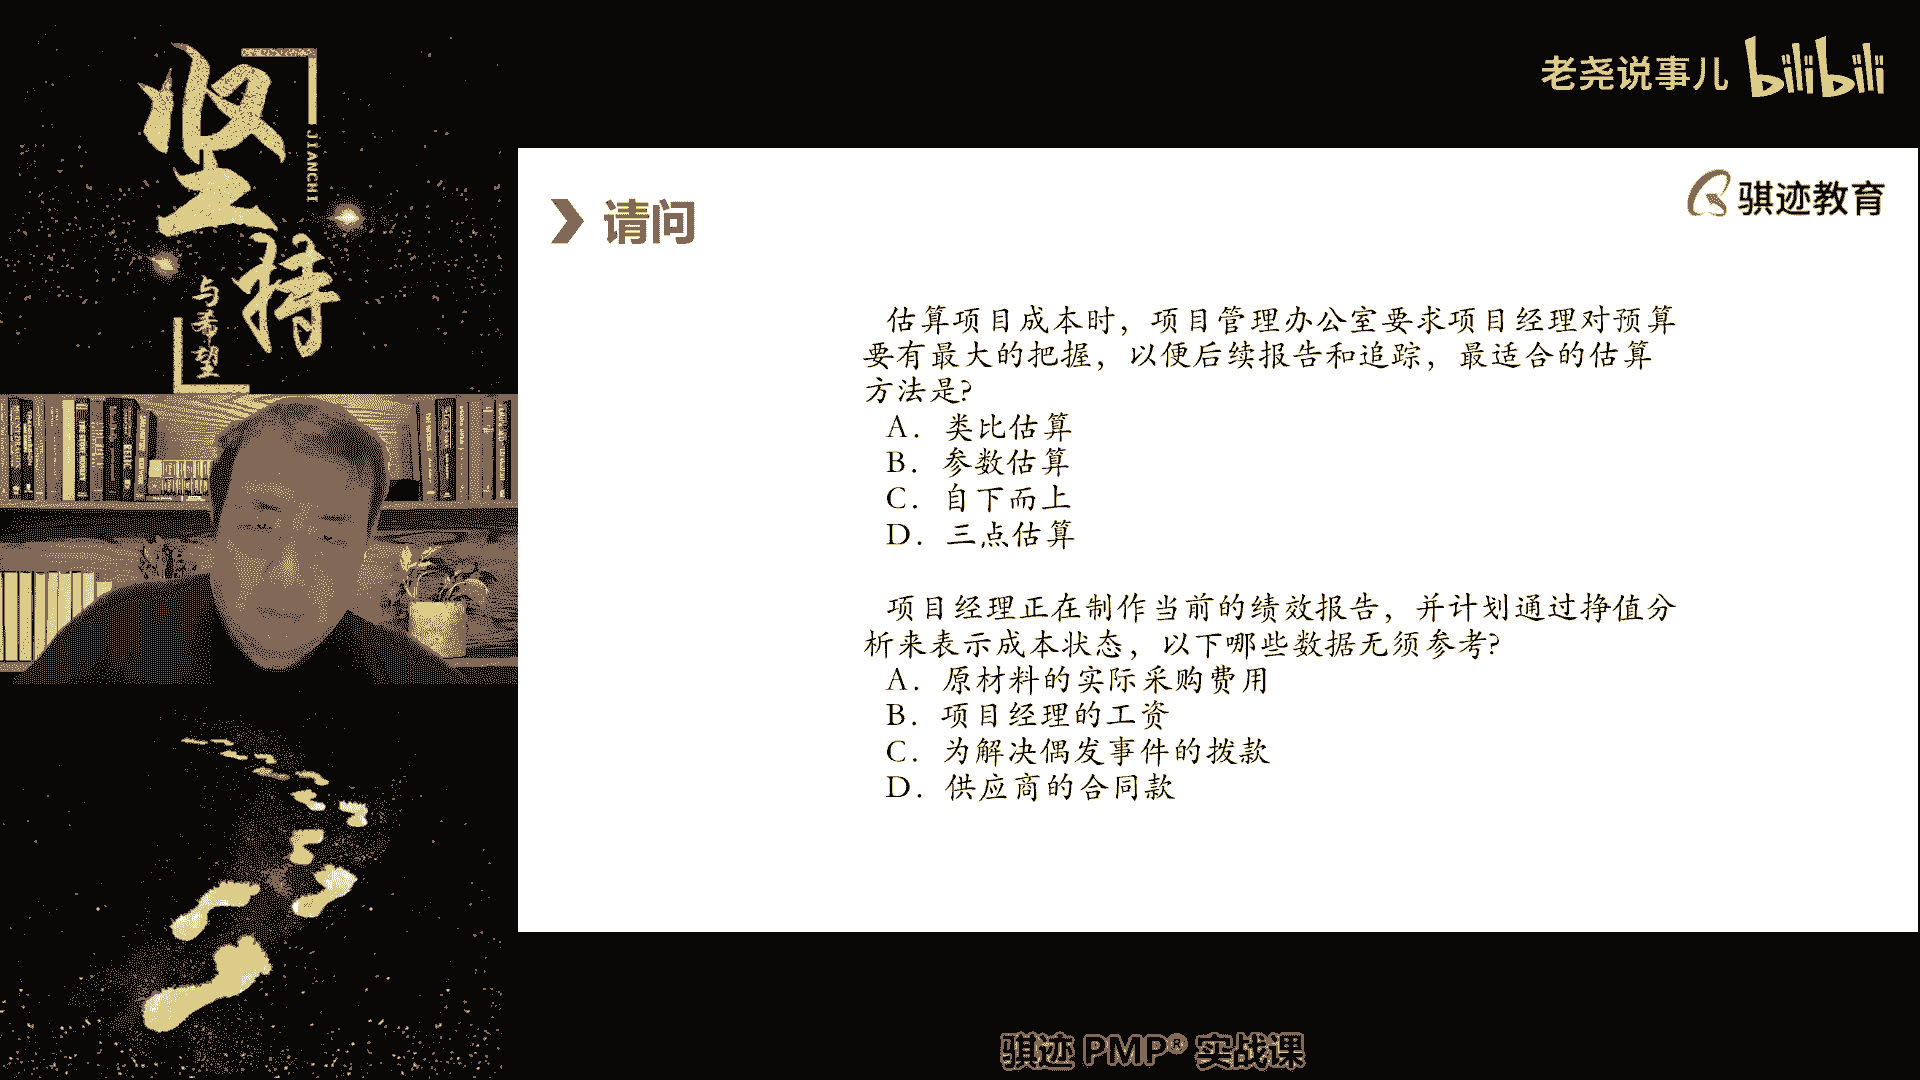 坚持
JIANCHI
与希望
老尧说事儿 bilibili
骐迹教育
请问
估算项目成本时，项目管理办公室要求项目经理对预算
要有最大的把握，以便后续报告和追踪，最适合的估算
方法是?
A. 类比估算
B. 参数估算
C. 自下而上
D. 三点估算
项目经理正在制作当前的绩效报告，并计划通过挣值分
析来表示成本状态，以下哪些数据无须参考?
A. 原材料的实际采购费用
B. 项目经理的工资
C. 为解决偶发事件的拨款
D. 供应商的合同款
骐迹 PMP® 实战课